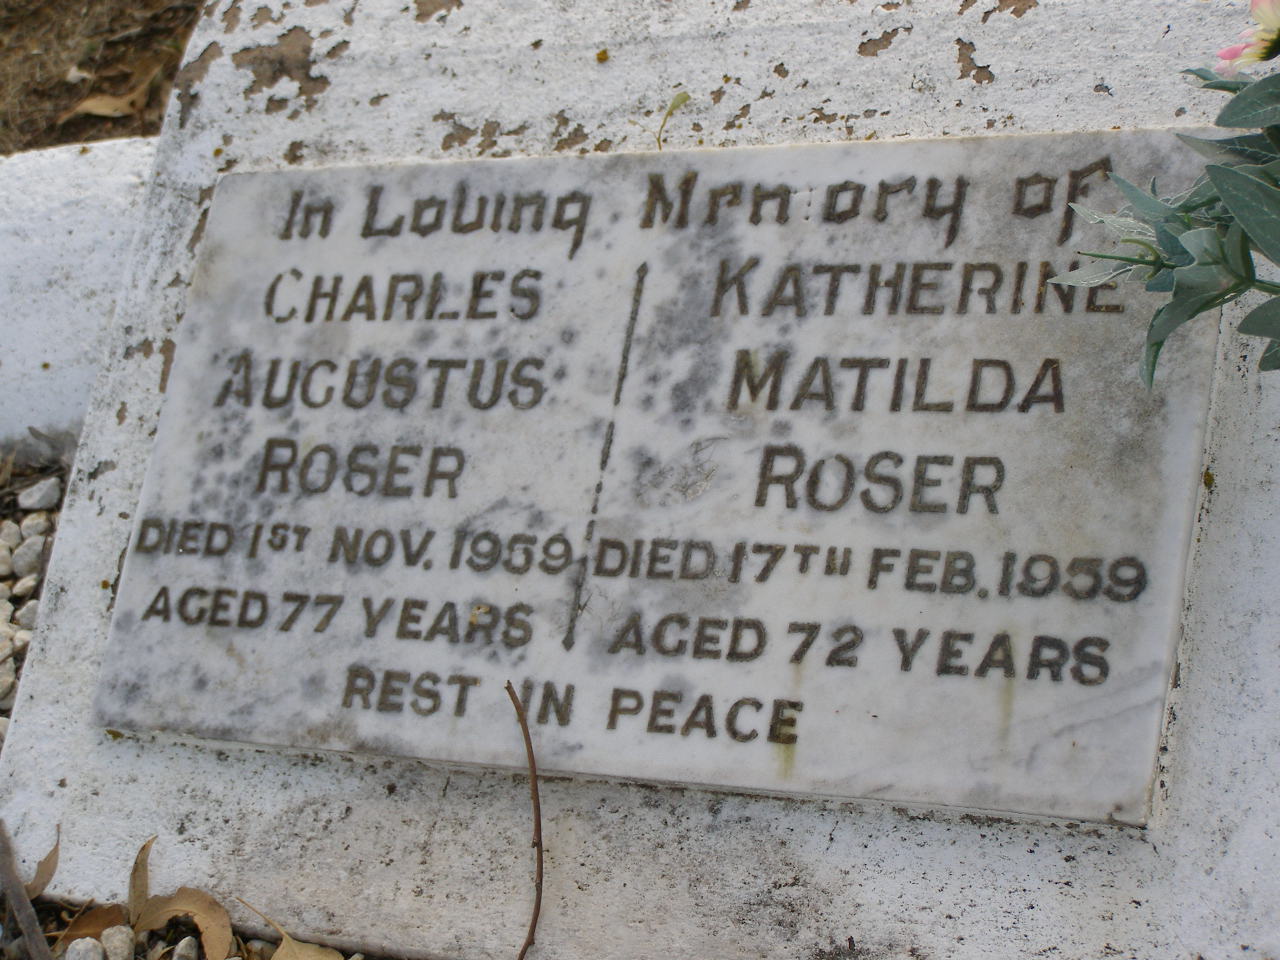 In Loving Memory of
CHARLES
AUGUSTUS
ROSER
DIED 1ST NOV. 1959
AGED 77 YEARS
KATHERINE
MATILDA
ROSER
DIED 17TH FEB. 1959
AGED 72 YEARS
REST IN PEACE